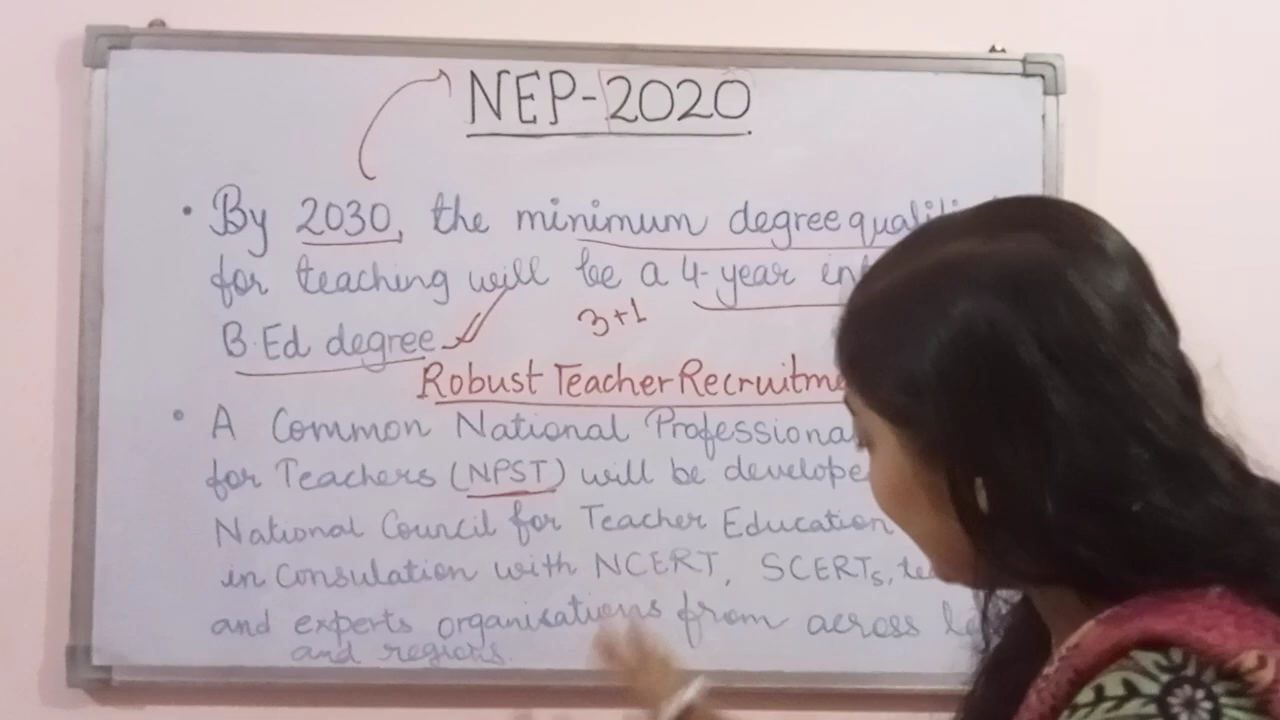 NEP-2020
• By 2030, the minimum degree
for teaching will be a 4-year
3+1
B.Ed degree
Robust Teacher
• A Common National
for Teachers (NPST) will be
National Council for Teacher Education
in Consulation with NCERT, SCERTs,
and experts organisations from across
and regions.